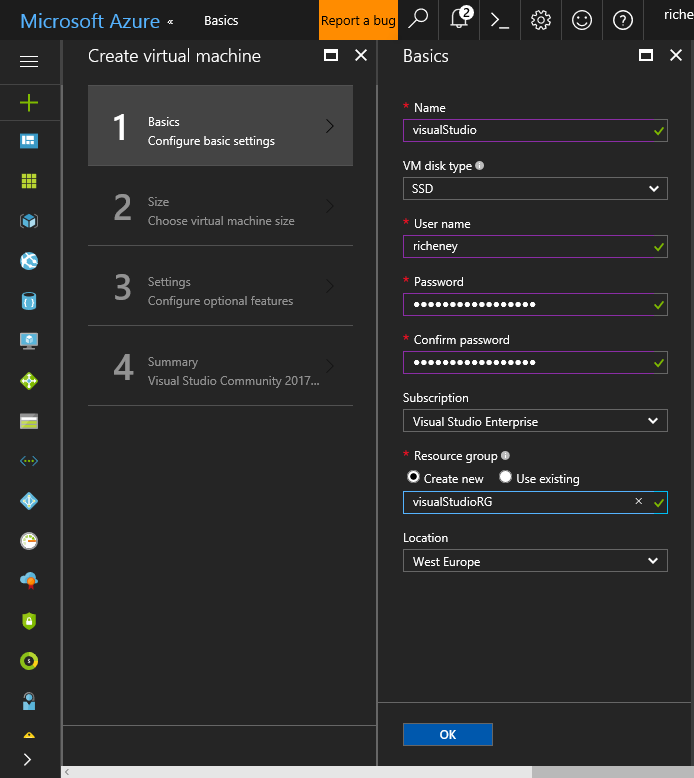 Microsoft Azure «
Basics
Report a bug
2
riche
Create virtual machine
1
Basics
Configure basic settings
2
Size
Choose virtual machine size
3
Settings
Configure optional features
4
Summary
Visual Studio Community 2017...
Basics
* Name
visualStudio
VM disk type
SSD
* User name
richeney
* Password
•••••••••••••••••
* Confirm password
•••••••••••••••••
Subscription
Visual Studio Enterprise
* Resource group
Create new Use existing
visualStudioRG
Location
West Europe
OK